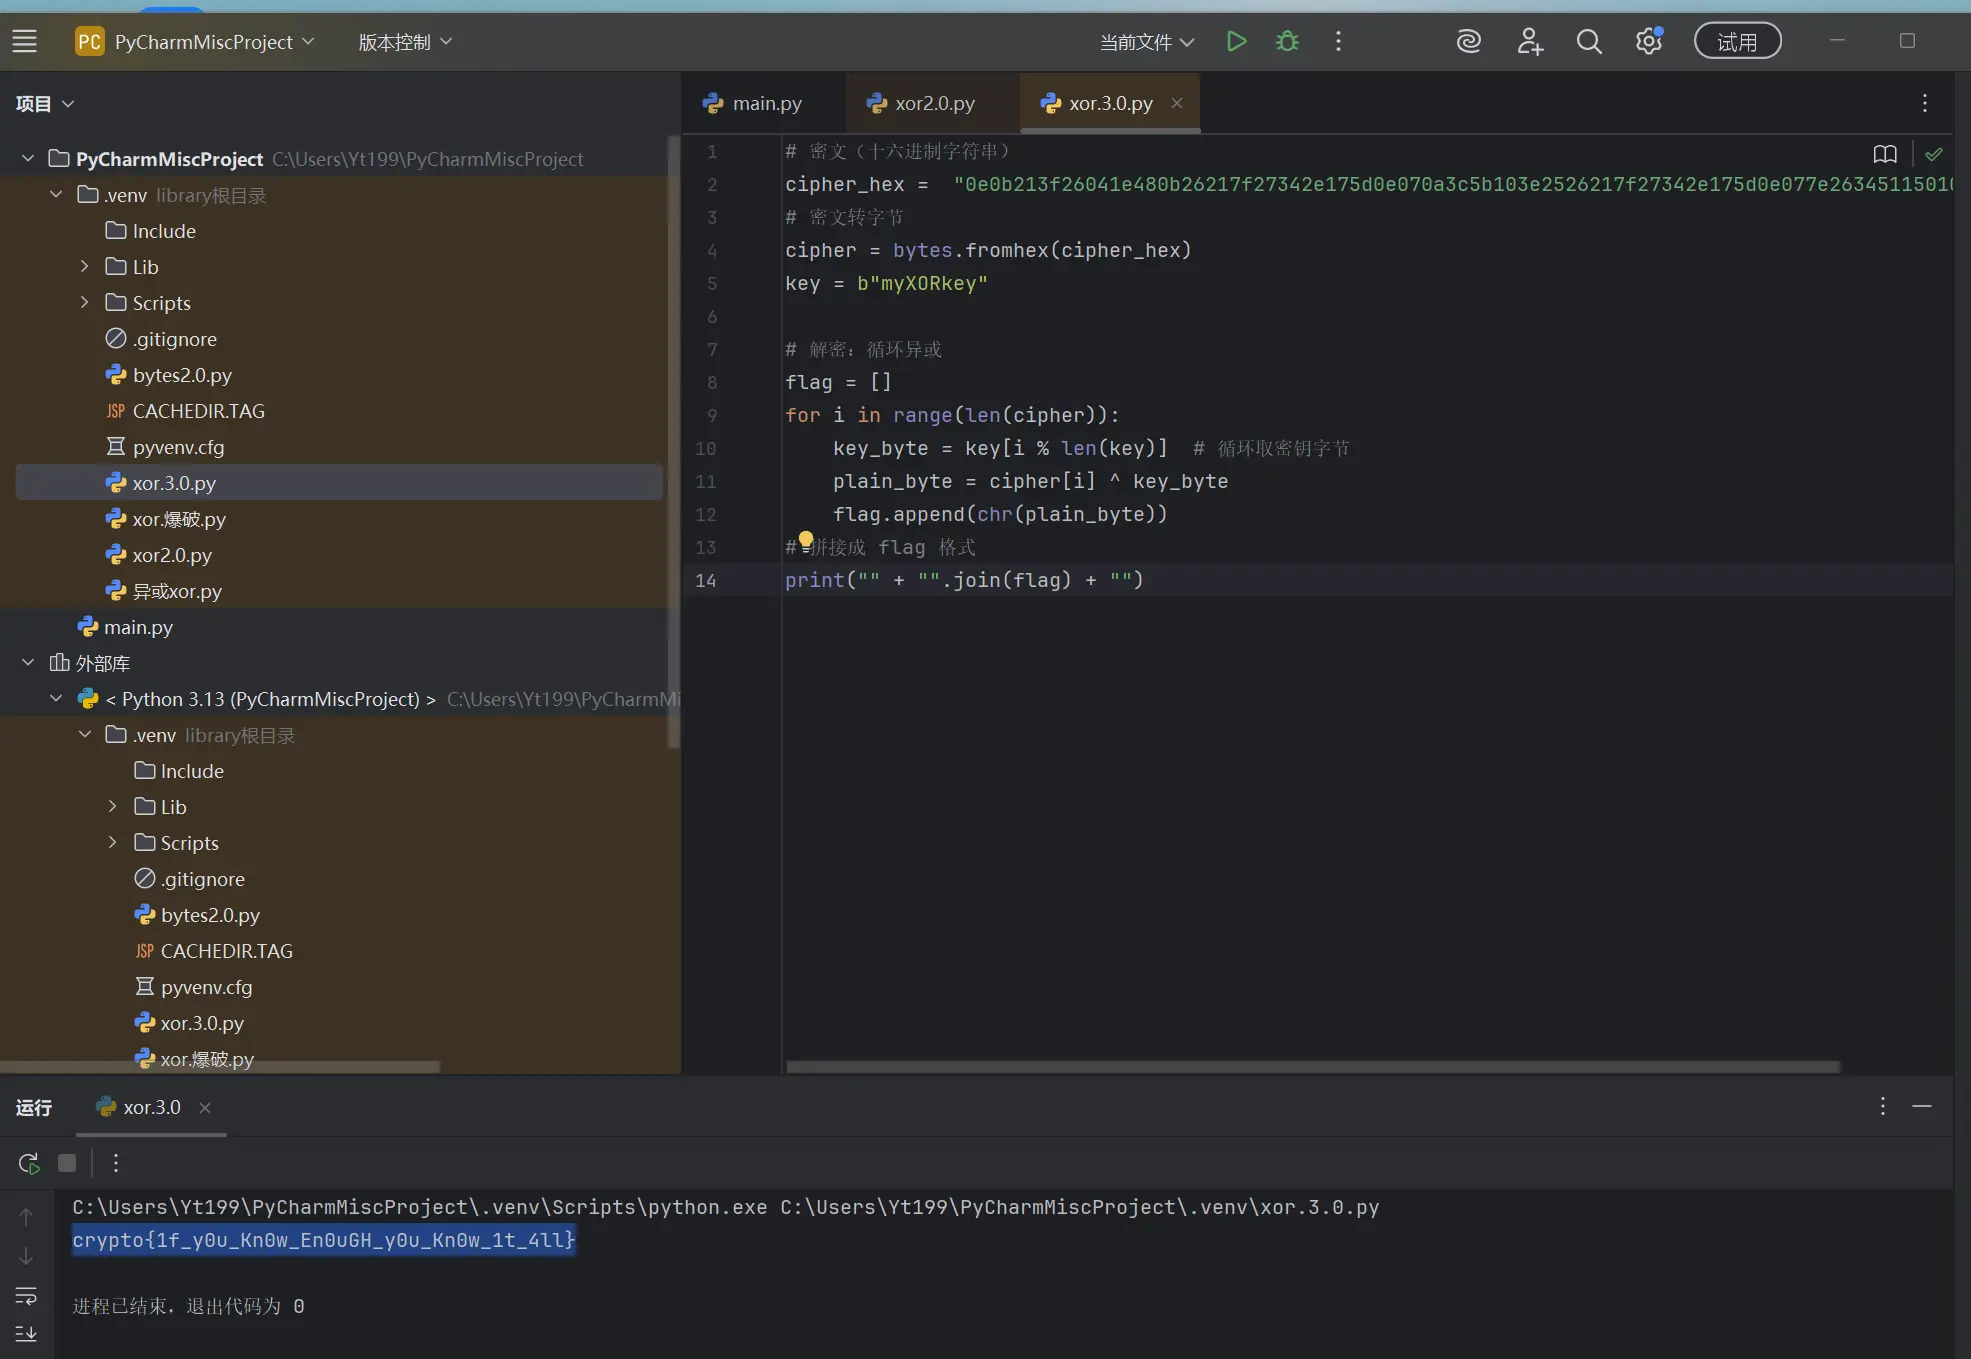 PC PyCharmMiscProject 版本控制 当前文件 试用
项目
main.py xor2.0.py xor.3.0.py
PyCharmMiscProject C:\Users\Yt199\PyCharmMiscProject
.venv library根目录
Include
Lib
Scripts
.gitignore
bytes2.0.py
JSP CACHEDIR.TAG
pyvenv.cfg
xor.3.0.py
xor.爆破.py
xor2.0.py
异或xor.py
main.py
外部库
< Python 3.13 (PyCharmMiscProject) > C:\Users\Yt199\PyCharmMi
.venv library根目录
Include
Lib
Scripts
.gitignore
bytes2.0.py
JSP CACHEDIR.TAG
pyvenv.cfg
xor.3.0.py
xor.爆破.py
1 # 密文（十六进制字符串）
2 cipher_hex = "0e0b213f26041e480b26217f27342e175d0e070a3c5b103e2526217f27342e175d0e077e26345115010
3 # 密文转字节
4 cipher = bytes.fromhex(cipher_hex)
5 key = b"myXORkey"
6
7 # 解密：循环异或
8 flag = []
9 for i in range(len(cipher)):
10 key_byte = key[i % len(key)] # 循环取密钥字节
11 plain_byte = cipher[i] ^ key_byte
12 flag.append(chr(plain_byte))
13 # 拼接成 flag 格式
14 print("" + "".join(flag) + "")
运行 xor.3.0
C:\Users\Yt199\PyCharmMiscProject\.venv\Scripts\python.exe C:\Users\Yt199\PyCharmMiscProject\.venv\xor.3.0.py
crypto{1f_y0u_Kn0w_En0uGH_y0u_Kn0w_1t_4ll}
进程已结束，退出代码为 0